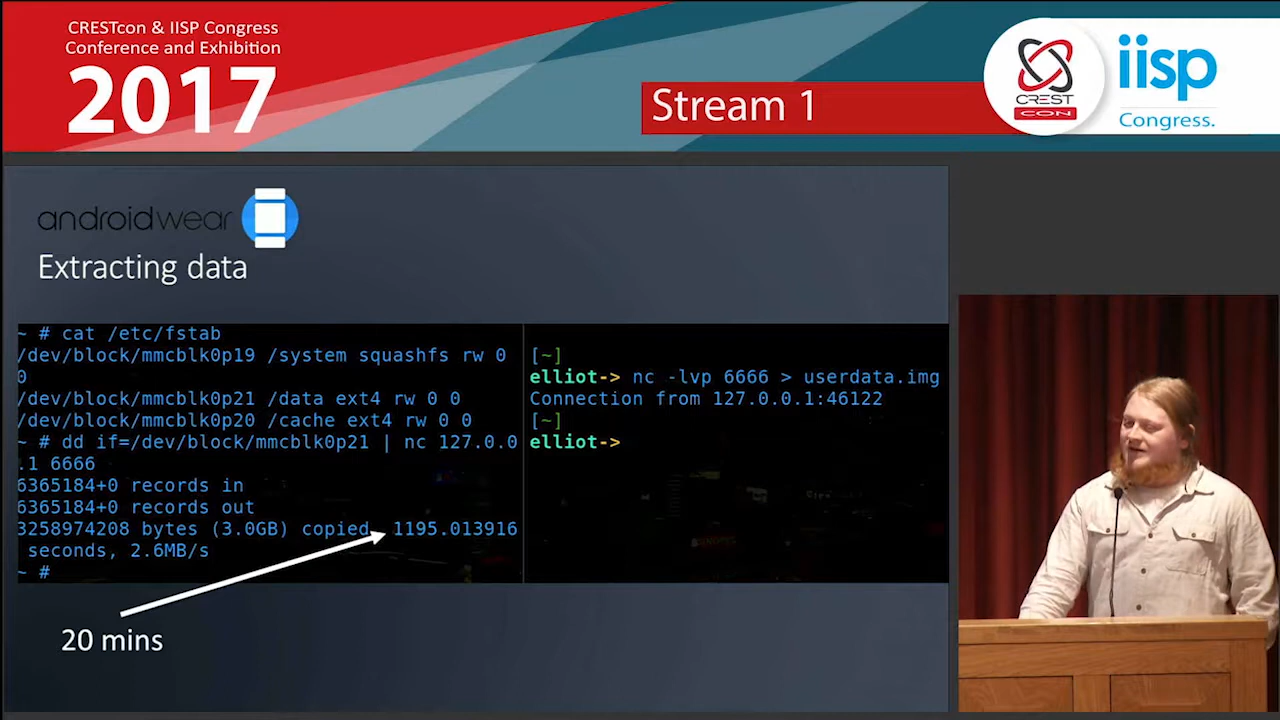 CRESTcon & IISP Congress
Conference and Exhibition
2017
Stream 1
CREST
CON
iisp
Congress.
androidwear
Extracting data
~ # cat /etc/fstab
/dev/block/mmcblk0p19 /system squashfs rw 0
0
/dev/block/mmcblk0p21 /data ext4 rw 0 0
/dev/block/mmcblk0p20 /cache ext4 rw 0 0
~ # dd if=/dev/block/mmcblk0p21 | nc 127.0.0
.1 6666
6365184+0 records in
6365184+0 records out
3258974208 bytes (3.0GB) copied, 1195.013916
seconds, 2.6MB/s
~ #
[~]
elliot-> nc -lvp 6666 > userdata.img
Connection from 127.0.0.1:46122
[~]
elliot->
20 mins